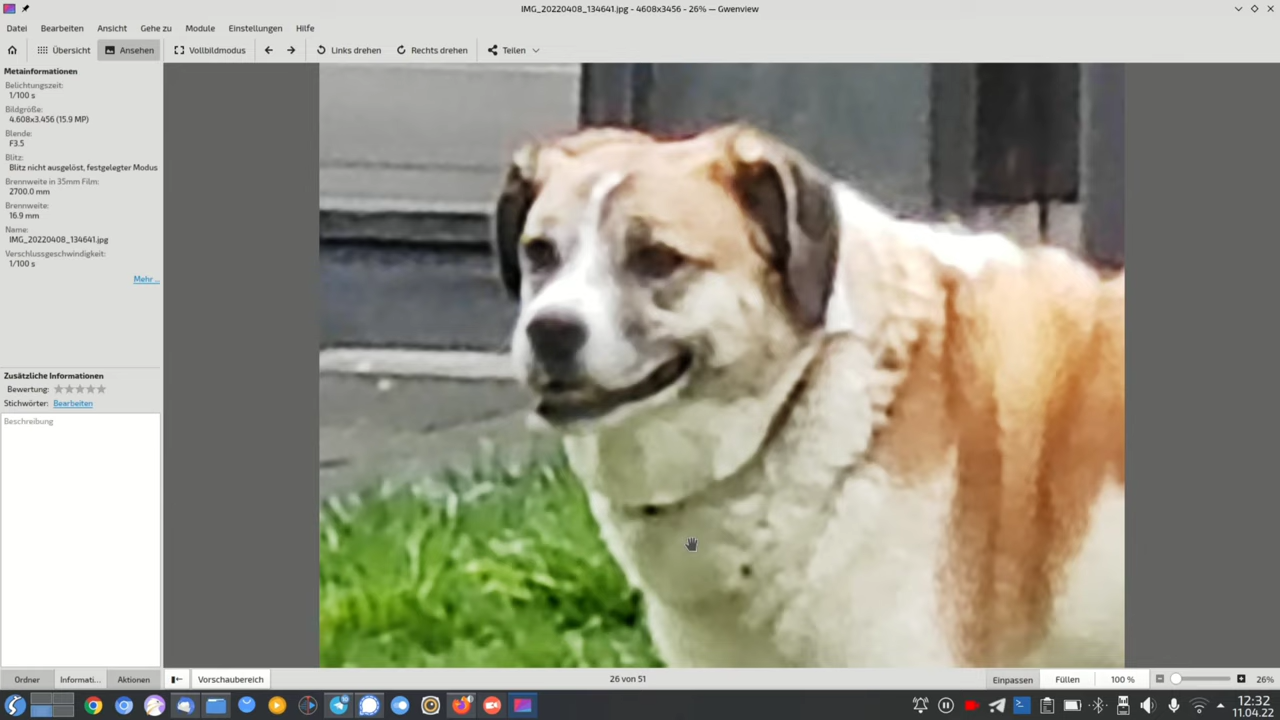 IMG_20220408_134641.jpg - 4608x3456 - 26% — Gwenview
Datei Bearbeiten Ansicht Gehe zu Module Einstellungen Hilfe
Übersicht Ansehen Vollbildmodus Links drehen Rechts drehen Teilen
Metainformationen
Belichtungszeit:
1/100 s
Bildgröße:
4.608x3.456 (15.9 MP)
Blende:
F3.5
Blitz:
Blitz nicht ausgelöst, festgelegter Modus
Brennweite in 35mm Film:
2700.0 mm
Brennweite:
16.9 mm
Name:
IMG_20220408_134641.jpg
Verschlussgeschwindigkeit:
1/100 s
Mehr...
Zusätzliche Informationen
Bewertung:
Stichwörter: Bearbeiten
Beschreibung
Ordner Informati... Aktionen Vorschaubereich 26 von 51 Einpassen Füllen 100 % 26%
12:32
11.04.22